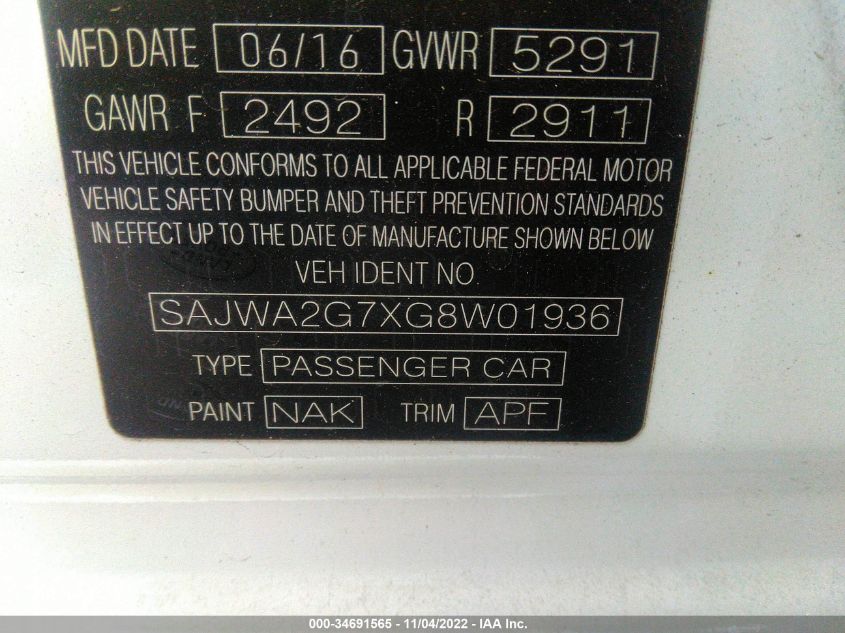 MFD DATE 06/16 GVWR 5291
GAWR F 2492 R 2911
THIS VEHICLE CONFORMS TO ALL APPLICABLE FEDERAL MOTOR
VEHICLE SAFETY BUMPER AND THEFT PREVENTION STANDARDS
IN EFFECT UP TO THE DATE OF MANUFACTURE SHOWN BELOW
VEH IDENT NO.
SAJWA2G7XG8W01936
TYPE PASSENGER CAR
PAINT NAK TRIM APF
000-34691565 - 11/04/2022 - IAA Inc.